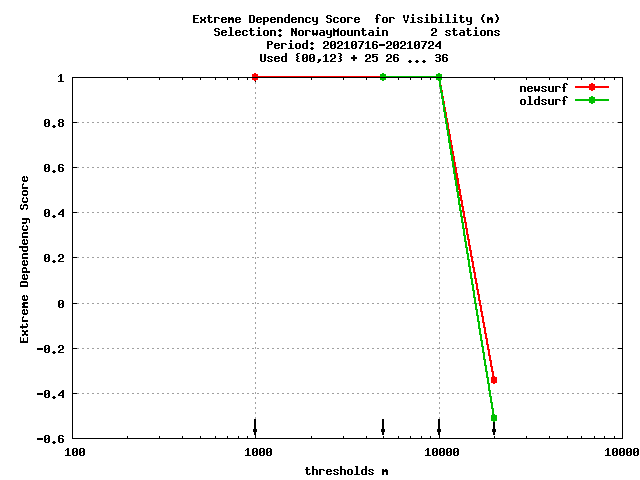 Extreme Dependency Score  for Visibility (m)
Selection: NorwayMountain      2 stations
Period: 20210716-20210724
Used {00,12} + 25 26 ... 36
newsurf
oldsurf
1
0.8
0.6
0.4
0.2
0
-0.2
-0.4
-0.6
Extreme Dependency Score
100
1000
10000
10000
thresholds m